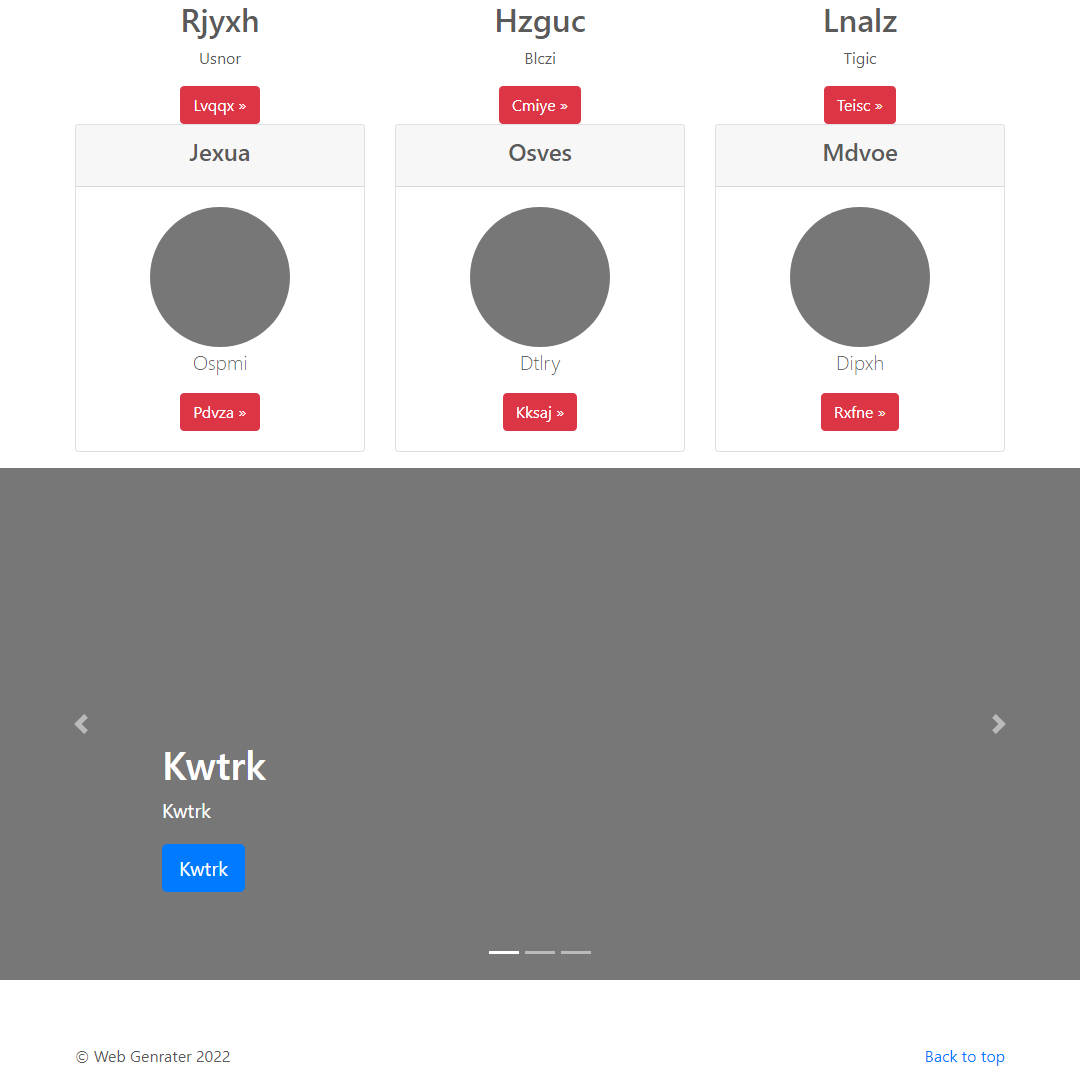 Rjyxh
Usnor
Lvqqx »
Hzguc
Blczi
Cmiye »
Lnalz
Tigic
Teisc »
Jexua
Ospmi
Pdvza »
Osves
Dtlry
Kksaj »
Mdvoe
Dipxh
Rxfne »
Kwtrk
Kwtrk
Kwtrk
© Web Genrater 2022
Back to top